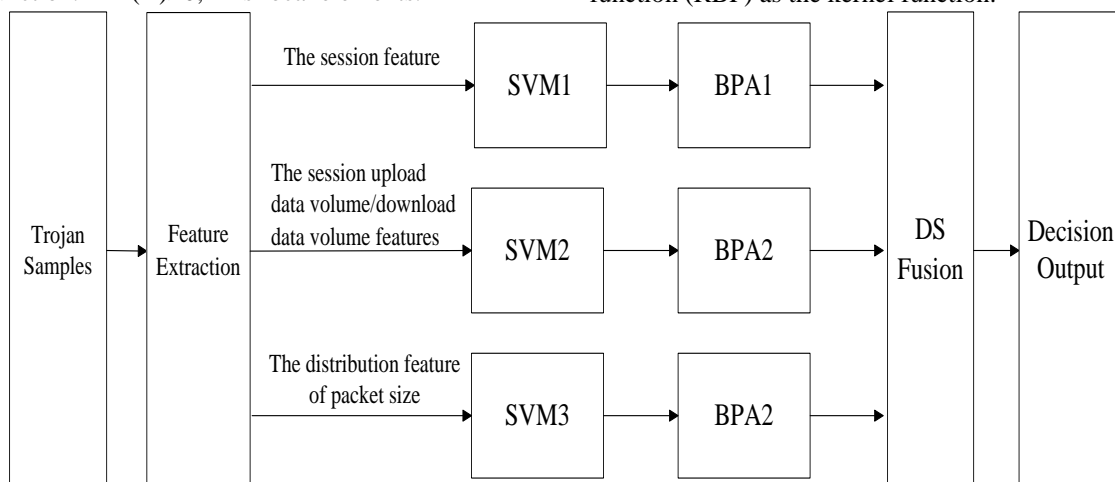 function (RBF) as the kernel function.
The session feature
SVM1
BPA1
The session upload
data volume/download
data volume features
Trojan
Samples
Feature
Extraction
SVM2
BPA2
DS
Fusion
Decision
Output
The distribution feature
of packet size
SVM3
BPA2